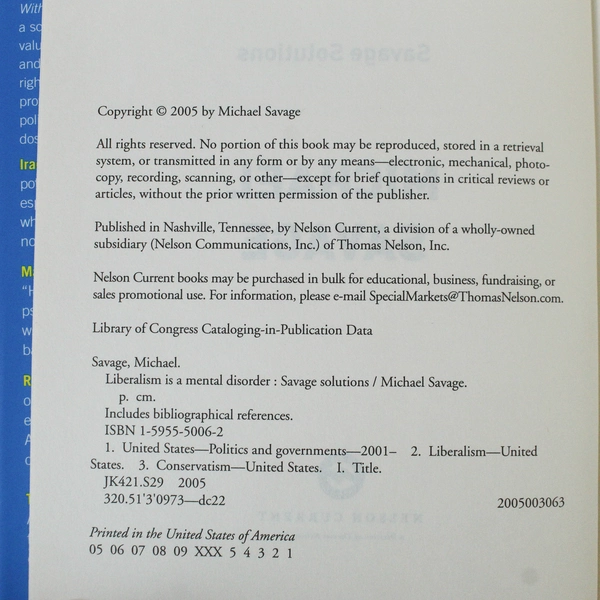 Savage Solutions
Copyright © 2005 by Michael Savage
All rights reserved. No portion of this book may be reproduced, stored in a retrieval
system, or transmitted in any form or by any means—electronic, mechanical, photo-
copy, recording, scanning, or other—except for brief quotations in critical reviews or
articles, without the prior written permission of the publisher.
Published in Nashville, Tennessee, by Nelson Current, a division of a wholly-owned
subsidiary (Nelson Communications, Inc.) of Thomas Nelson, Inc.
Nelson Current books may be purchased in bulk for educational, business, fundraising, or
sales promotional use. For information, please e-mail SpecialMarkets@ThomasNelson.com.
Library of Congress Cataloging-in-Publication Data
Savage, Michael.
Liberalism is a mental disorder : Savage solutions / Michael Savage.
p. cm.
Includes bibliographical references.
ISBN 1-5955-5006-2
1. United States—Politics and governments—2001– 2. Liberalism—United
States. 3. Conservatism—United States. I. Title.
JK421.S29 2005
320.51'3'0973—dc22 2005003063
NELSON CURRENT
Printed in the United States of America
05 06 07 08 09 XXX 5 4 3 2 1